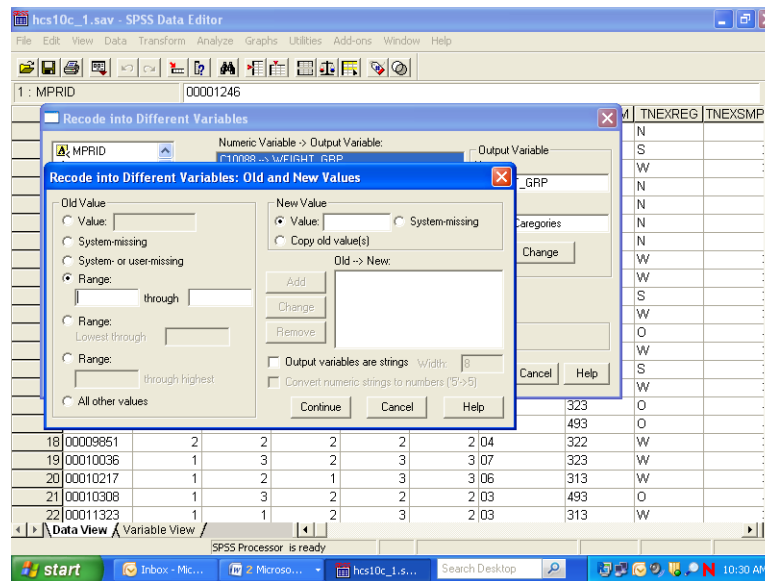 hcs10c_1.sav - SPSS Data Editor
File Edit View Data Transform Analyze Graphs Utilities Add-ons Window Help
1 : MPRID 00001246
TNEXREG TNEXSMP
Recode into Different Variables
MPRID
Numeric Variable -> Output Variable:
C10088 --> WEIGHT_GRP
Output Variable
T_GRP
Caregories
Change
Cancel Help
Recode into Different Variables: Old and New Values
Old Value
Value:
System-missing
System- or user-missing
Range:
through
Range:
Lowest through
Range:
through highest
All other values
New Value
Value: System-missing
Copy old value(s)
Old --> New:
Add
Change
Remove
Output variables are strings Width: 8
Convert numeric strings to numbers ('5'->5)
Continue Cancel Help
N
S
W
N
N
N
N
W
W
S
W
O
W
S
W
323 O
493 O
18 00009851 2 2 2 2 2 04 322 W
19 00010036 1 3 2 3 3 07 323 W
20 00010217 1 2 1 3 3 06 313 W
21 00010308 1 3 2 2 2 03 493 O
22 00011323 1 1 2 3 2 03 313 W
Data View Variable View
SPSS Processor is ready
start Inbox - Mic... 2 Microso... hcs10c_1.s... Search Desktop 10:30 AM